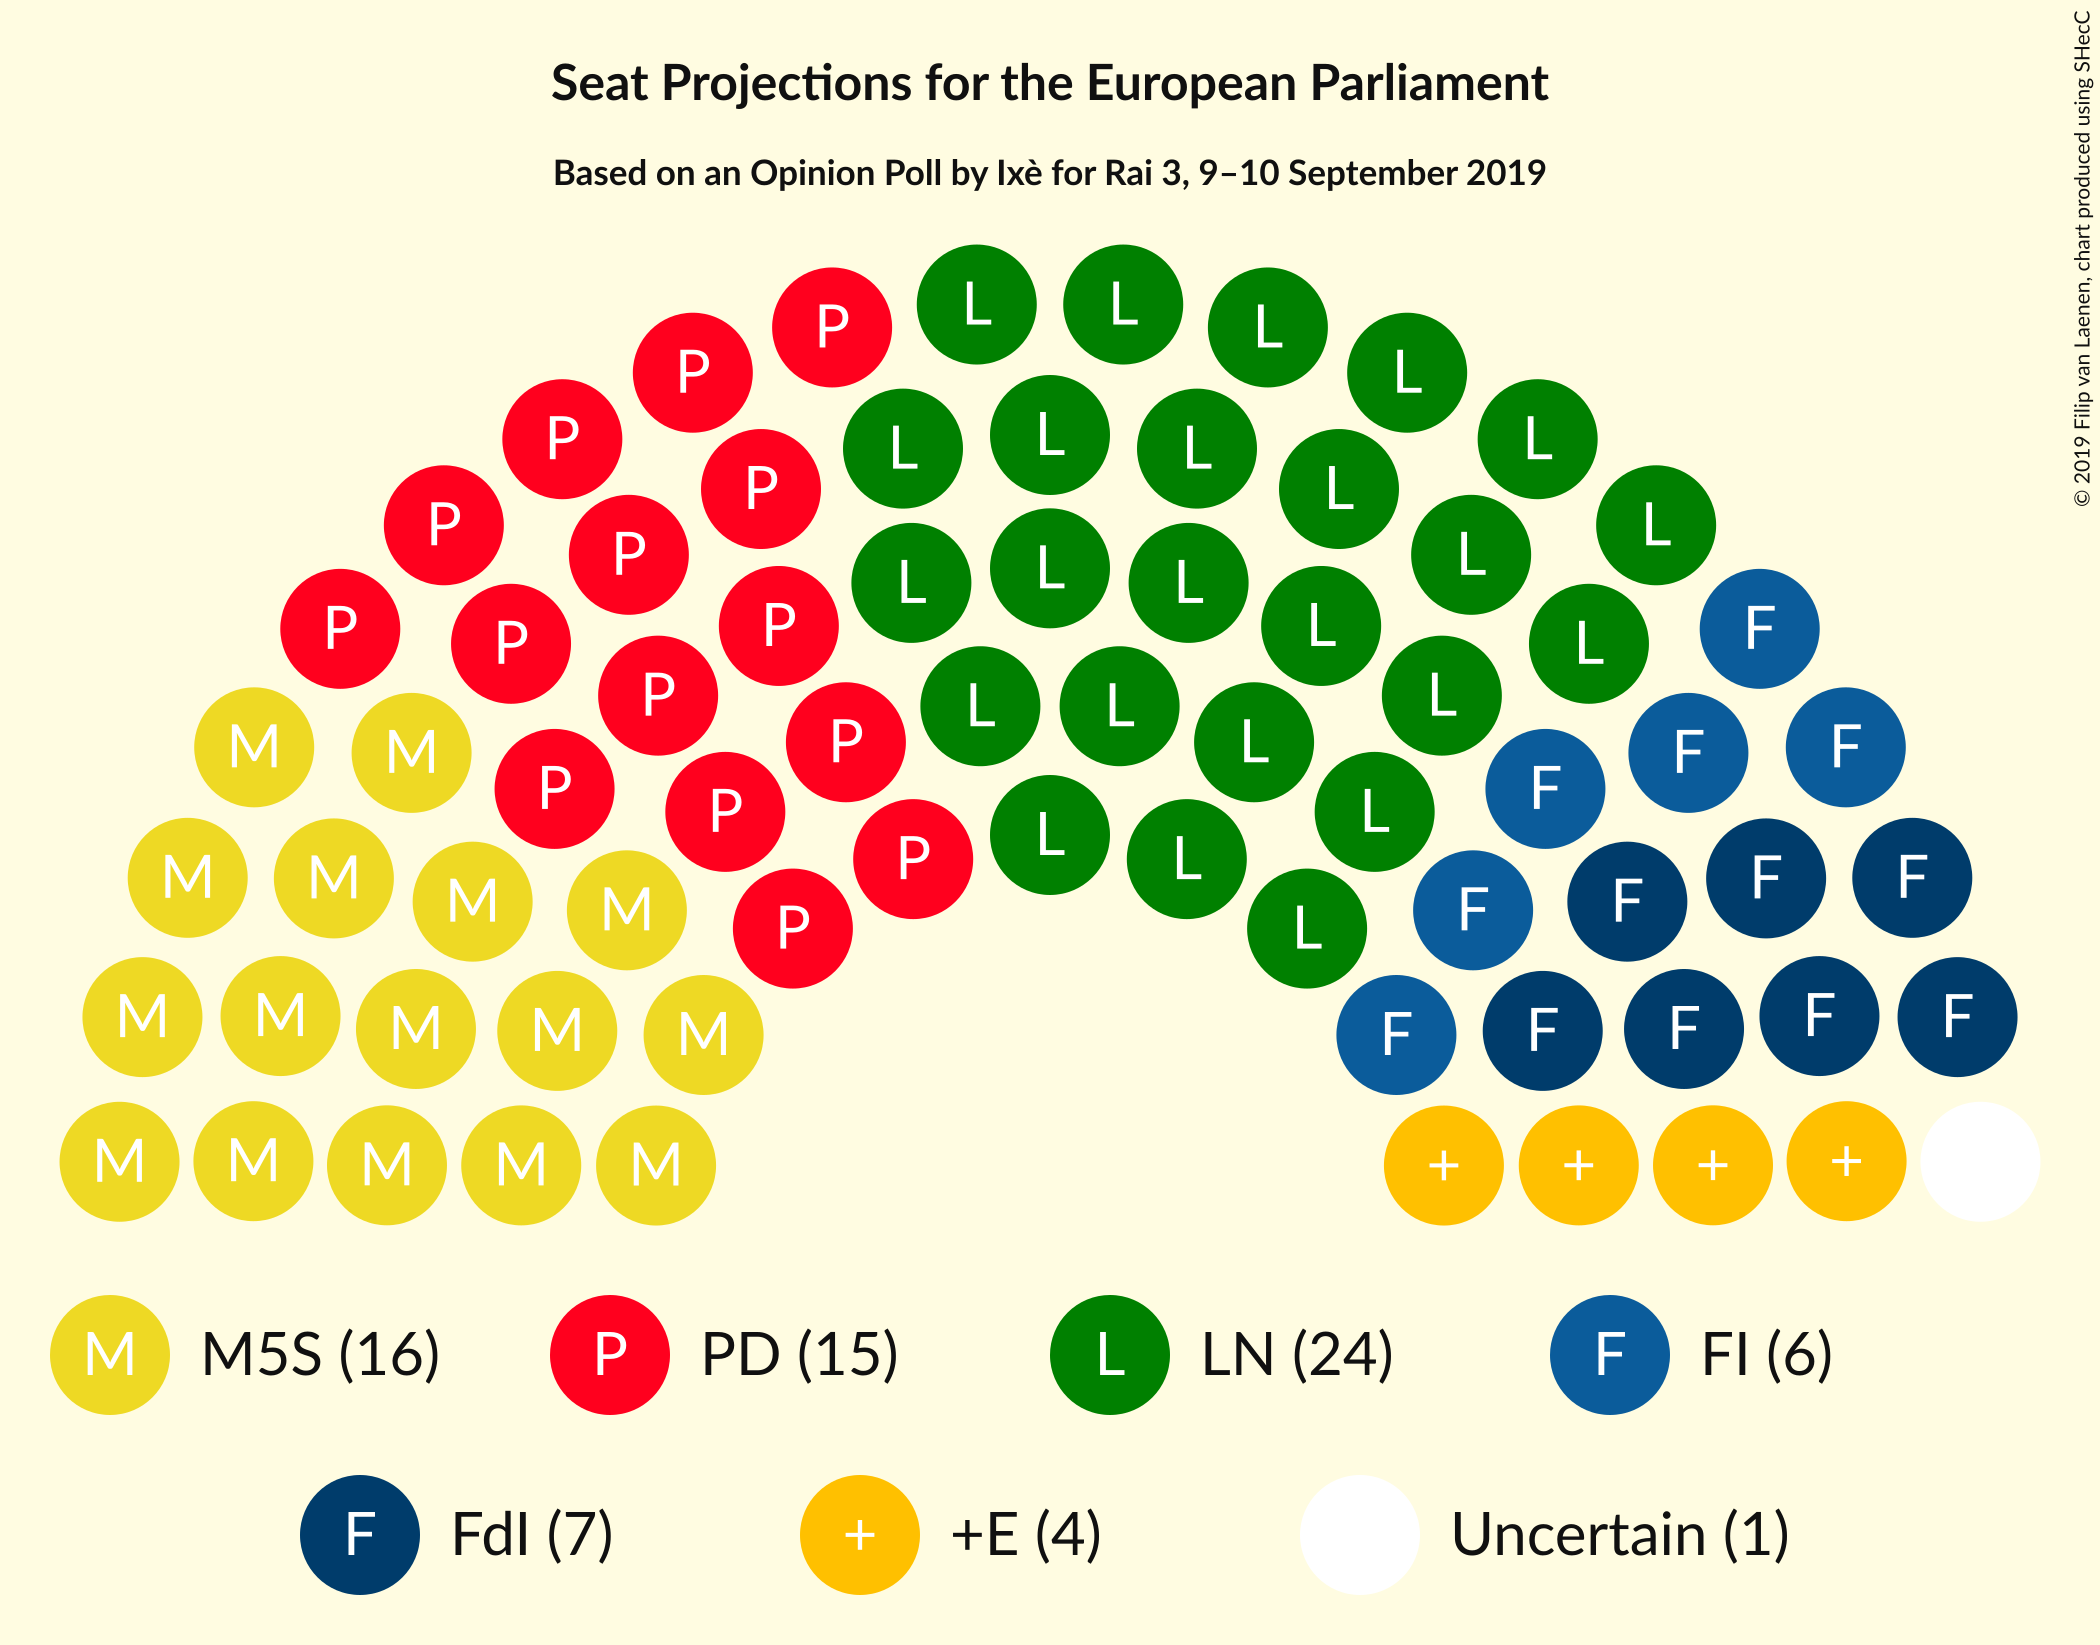 Seat Projections for the European Parliament
Based on an Opinion Poll by Ixè for Rai 3, 9–10 September 2019
© 2019 Filip van Laenen, chart produced using SHecC
L L
P L
P L
L
P L L L
P L
P L
P L
L L L
P L
P L
P F
P L
P L
L L
P L
M M F F
P F
P L
L
P L
M M F F
M F
M F
P L
M M M M F F F F
M F
M M M M M + + + +
M M5S (16) P PD (15) L LN (24) F FI (6)
F FdI (7) + +E (4) Uncertain (1)